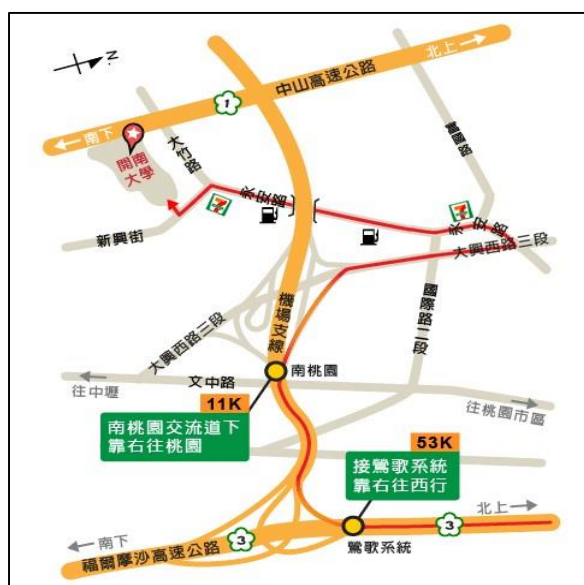 N
北上
中山高速公路
1
南下
開南
大學
大竹路
富國路
永安路
7
7
永安路
新興街
大興西路三段
機場支線
國際路二段
大興西路三段
南桃園
文中路
往中壢
往桃園市區
11K
南桃園交流道下
靠右往桃園
53K
接鶯歌系統
靠右往西行
北上
3
南下
3
福爾摩沙高速公路
鶯歌系統